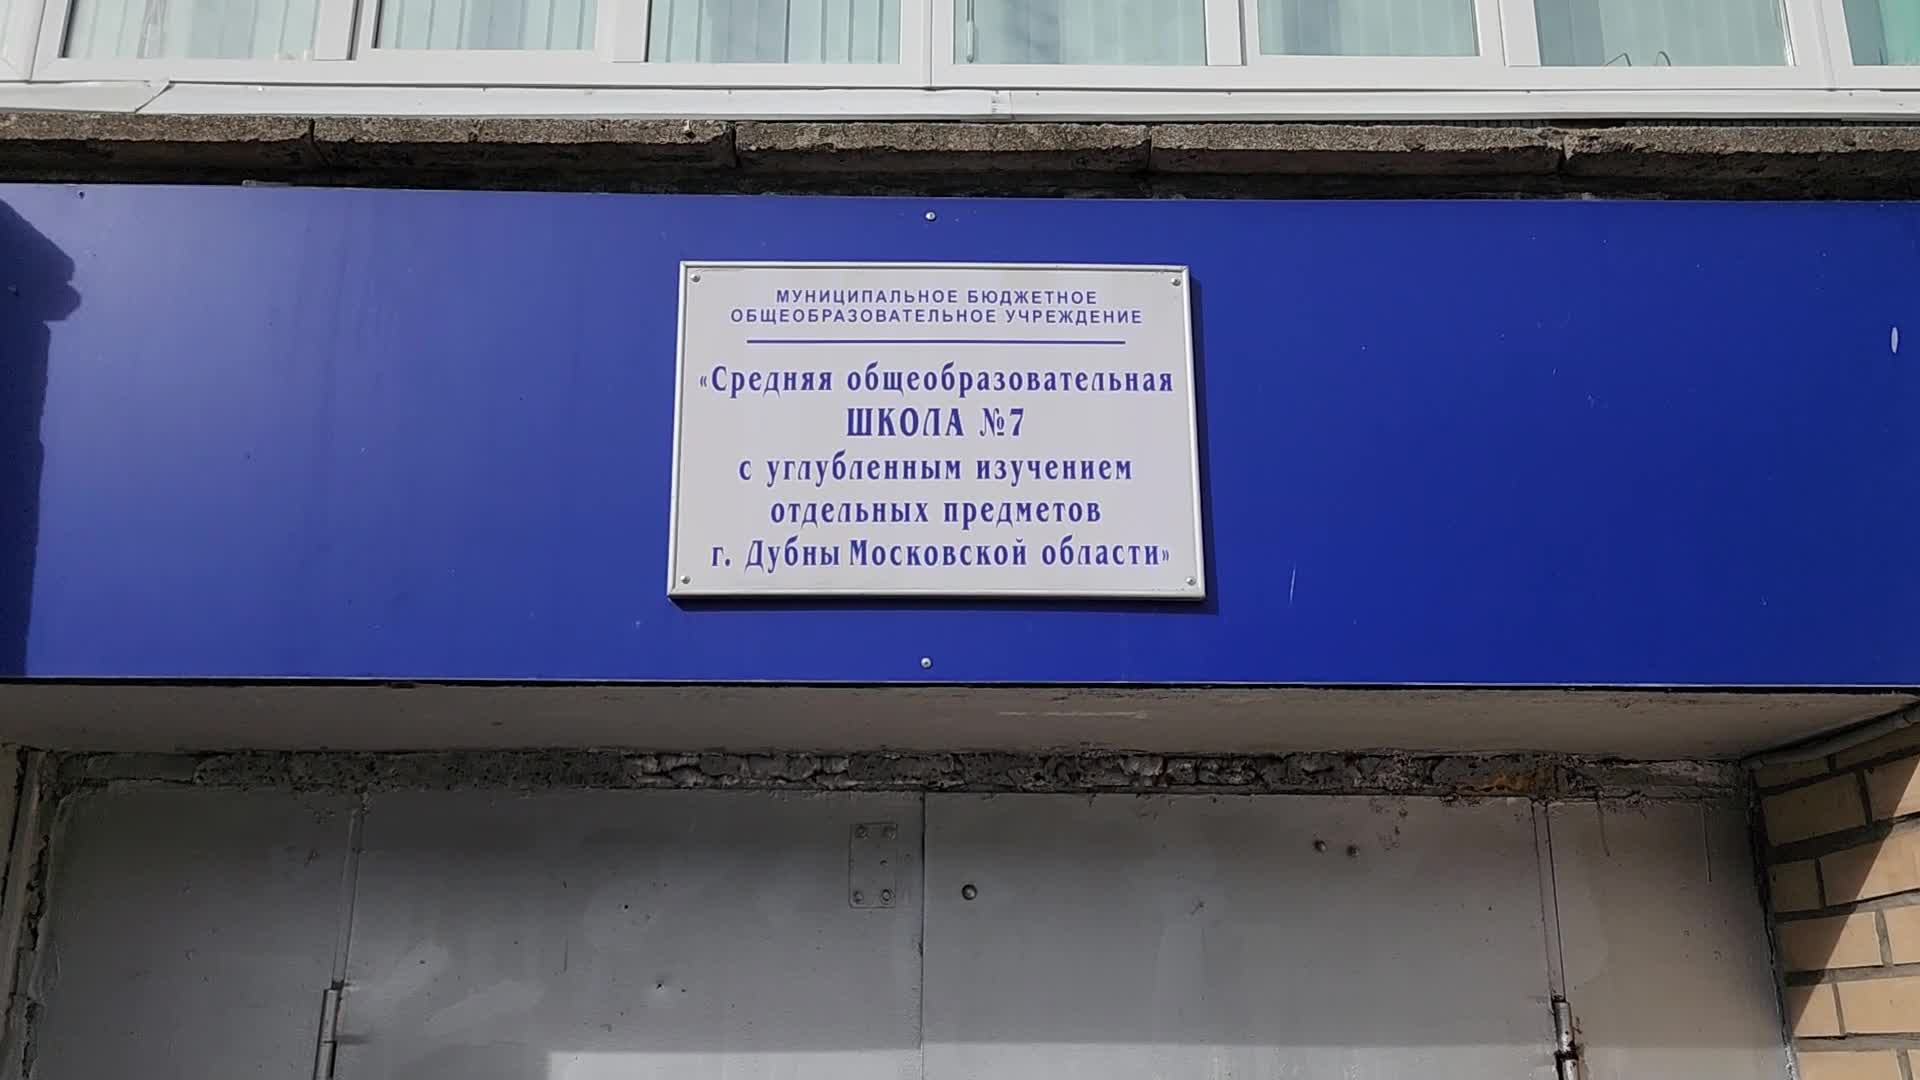 МУНИЦИПАЛЬНОЕ БЮДЖЕТНОЕ
ОБЩЕОБРАЗОВАТЕЛЬНОЕ УЧРЕЖДЕНИЕ
«Средняя общеобразовательная
ШКОЛА №7
с углубленным изучением
отдельных предметов
г. Дубны Московской области»